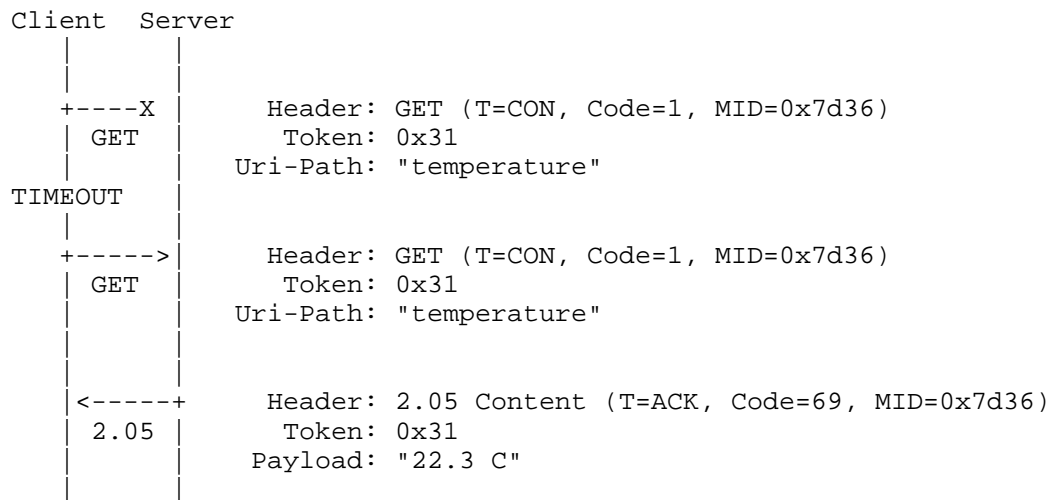 Client Server
+----X Header: GET (T=CON, Code=1, MID=0x7d36)
GET Token: 0x31
Uri-Path: "temperature"
TIMEOUT
+-----> Header: GET (T=CON, Code=1, MID=0x7d36)
GET Token: 0x31
Uri-Path: "temperature"
<-----+ Header: 2.05 Content (T=ACK, Code=69, MID=0x7d36)
2.05 Token: 0x31
Payload: "22.3 C"